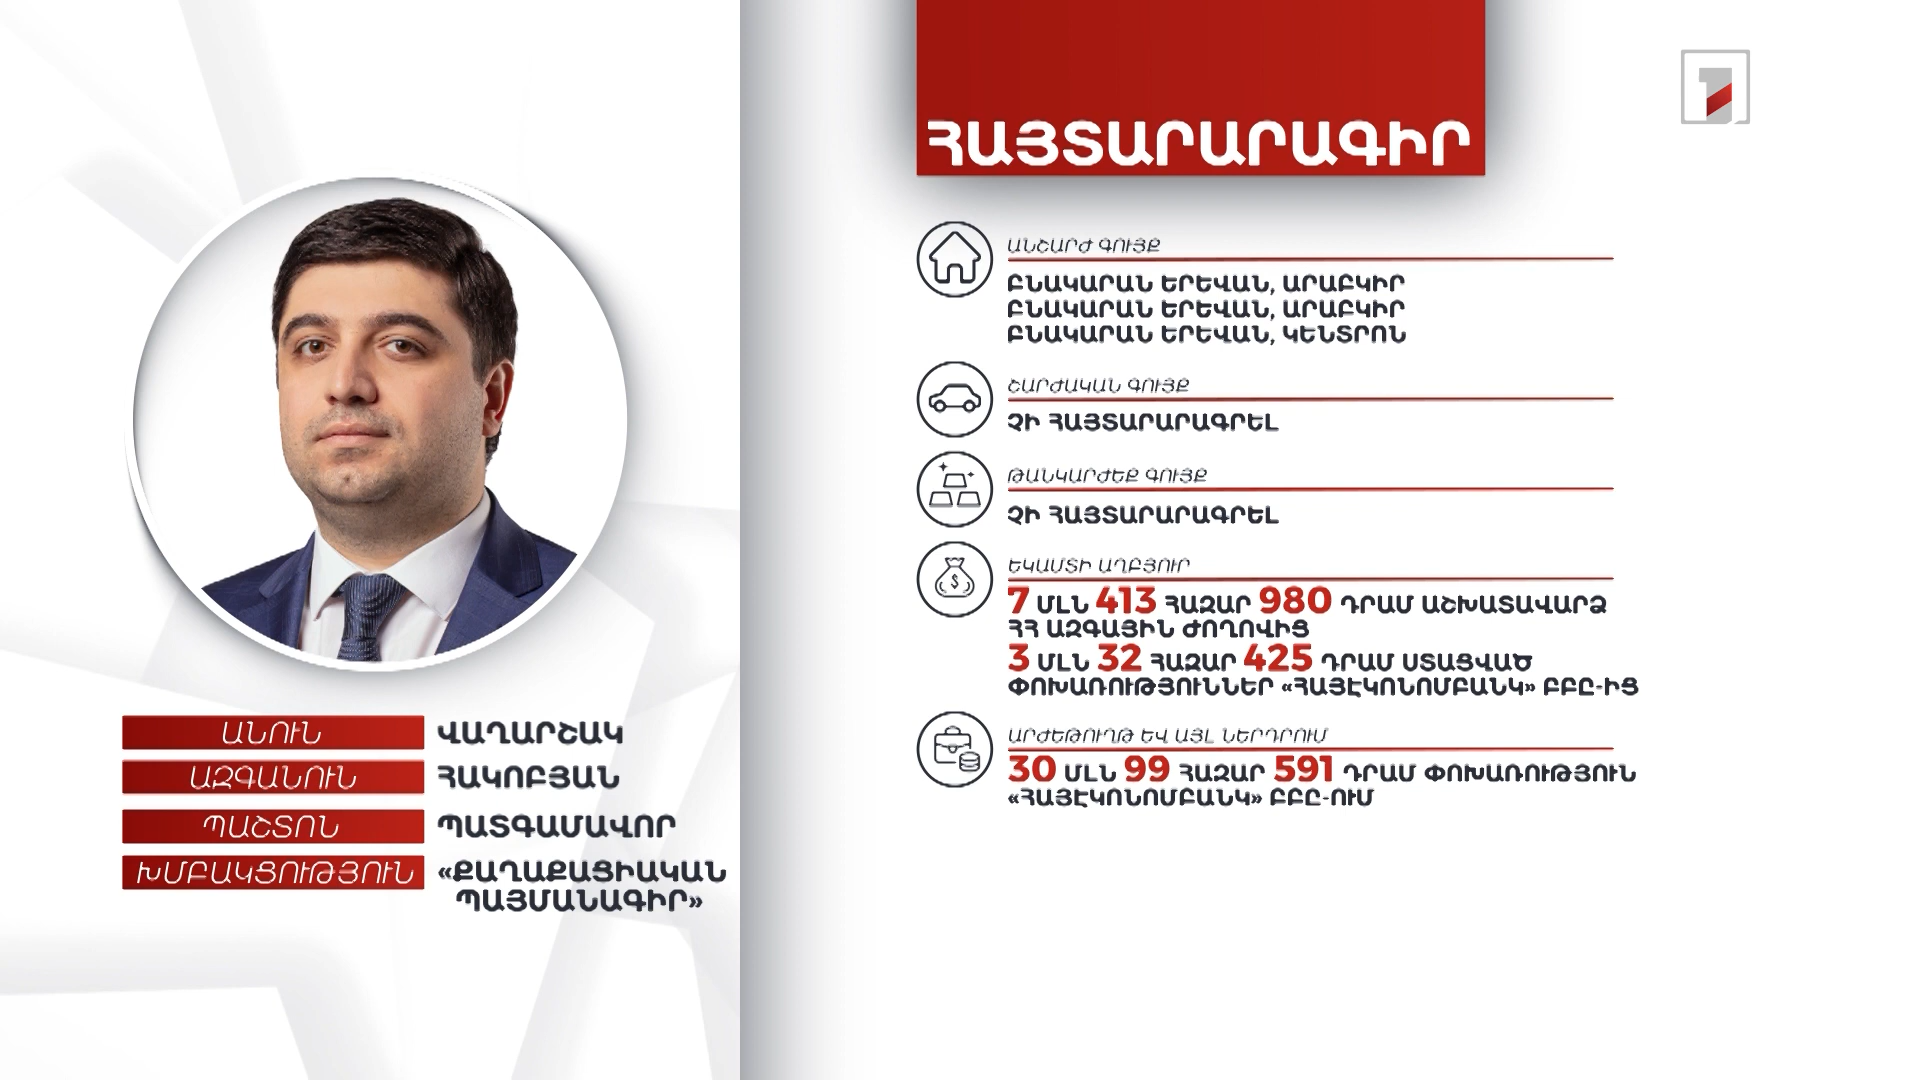 ՀԱՅՏԱՐԱՐԱԳԻՐ
ԱՆՇԱՐԺ ԳՈՒՅՔ
ԲՆԱԿԱՐԱՆ ԵՐԵՎԱՆ, ԱՐԱԲԿԻՐ
ԲՆԱԿԱՐԱՆ ԵՐԵՎԱՆ, ԱՐԱԲԿԻՐ
ԲՆԱԿԱՐԱՆ ԵՐԵՎԱՆ, ԿԵՆՏՐՈՆ
ՇԱՐԺԱԿԱՆ ԳՈՒՅՔ
ՉԻ ՀԱՅՏԱՐԱՐԱԳՐԵԼ
ԹԱՆԿԱՐԺԵՔ ԳՈՒՅՔ
ՉԻ ՀԱՅՏԱՐԱՐԱԳՐԵԼ
ԵԿԱՄՏԻ ԱՂԲՅՈՒՐ
7 ՄԼՆ 413 ՀԱԶԱՐ 980 ԴՐԱՄ ԱՇԽԱՏԱՎԱՐՁ
ՀՀ ԱԶԳԱՅԻՆ ԺՈՂՈՎԻՑ
3 ՄԼՆ 32 ՀԱԶԱՐ 425 ԴՐԱՄ ՍՏԱՑՎԱԾ
ՓՈԽԱՌՈՒԹՅՈՒՆՆԵՐ «ՀԱՅԷԿՈՆՈՄԲԱՆԿ» ԲԲԸ-ԻՑ
ԱՐԺԵԹՈՒՂԹ ԵՎ ԱՅԼ ՆԵՐԴՐՈՒՄ
30 ՄԼՆ 99 ՀԱԶԱՐ 591 ԴՐԱՄ ՓՈԽԱՌՈՒԹՅՈՒՆ
«ՀԱՅԷԿՈՆՈՄԲԱՆԿ» ԲԲԸ-ՈՒՄ
ԱՆՈՒՆ ՎԱՂԱՐՇԱԿ
ԱԶԳԱՆՈՒՆ ՀԱԿՈԲՅԱՆ
ՊԱՇՏՈՆ ՊԱՏԳԱՄԱՎՈՐ
ԽՄԲԱԿՑՈՒԹՅՈՒՆ «ՔԱՂԱՔԱՑԻԱԿԱՆ
ՊԱՅՄԱՆԱԳԻՐ»